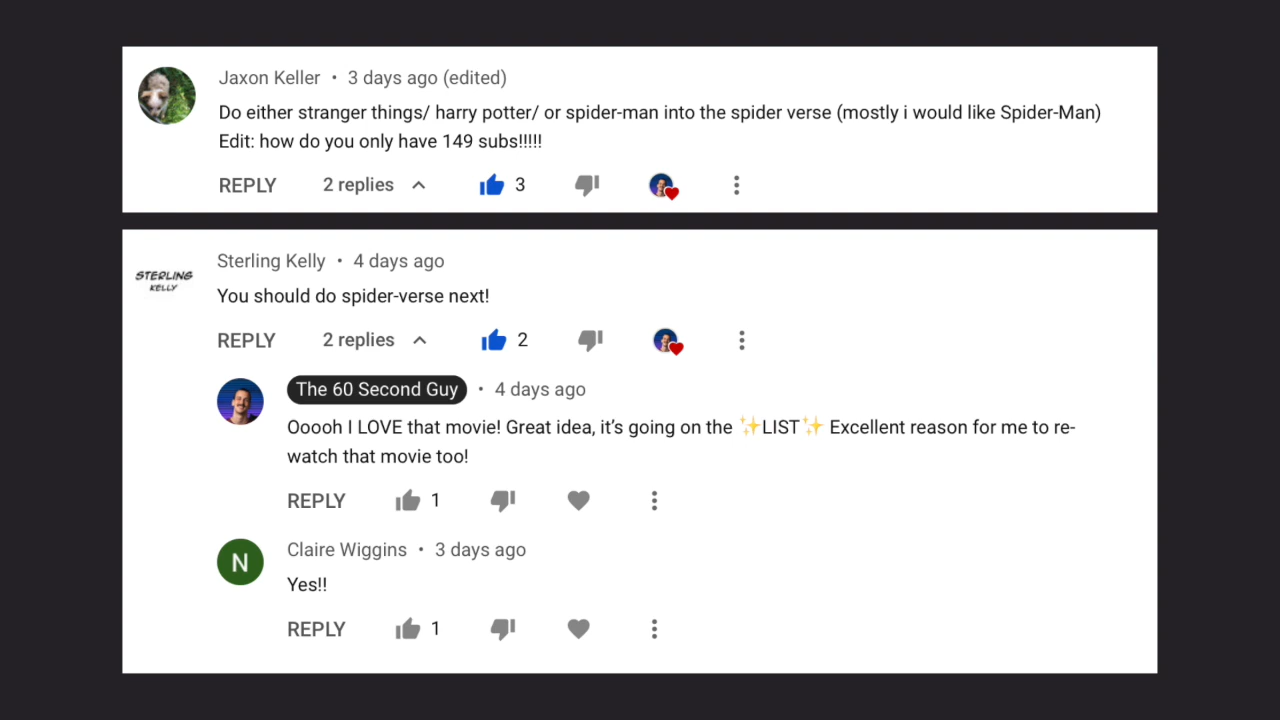 Jaxon Keller • 3 days ago (edited)
Do either stranger things/ harry potter/ or spider-man into the spider verse (mostly i would like Spider-Man)
Edit: how do you only have 149 subs!!!!!
REPLY 2 replies 3
STERLING
KELLY
Sterling Kelly • 4 days ago
You should do spider-verse next!
REPLY 2 replies 2
The 60 Second Guy • 4 days ago
Ooooh I LOVE that movie! Great idea, it’s going on the ✨LIST✨ Excellent reason for me to re-
watch that movie too!
REPLY 1
N
Claire Wiggins • 3 days ago
Yes!!
REPLY 1